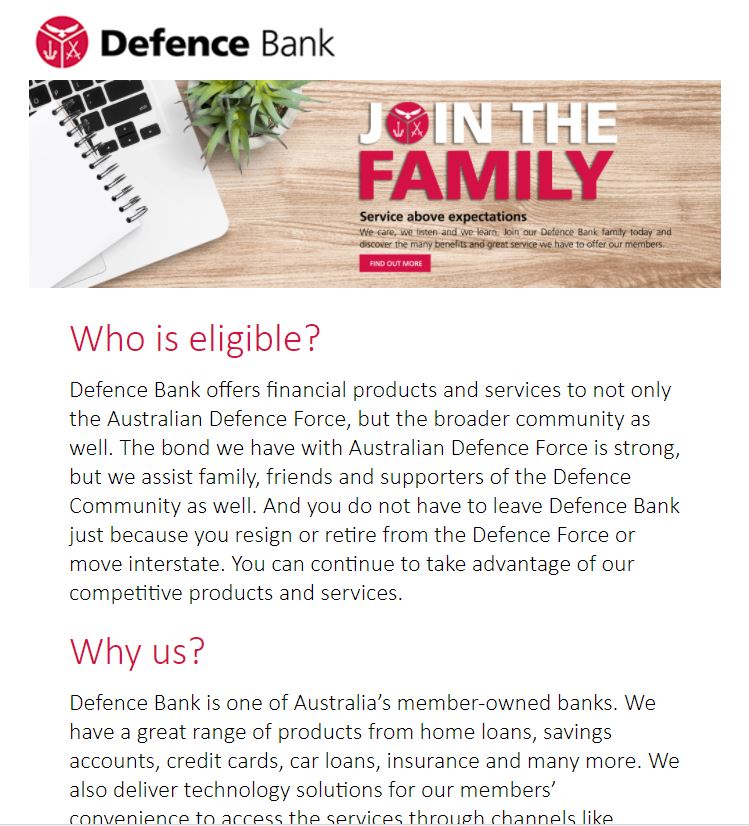 Defence Bank
JOIN THE
FAMILY
Service above expectations
We care, we listen and we learn. Join our Defence Bank family today and
discover the many benefits and great service we have to offer our members.
FIND OUT MORE
Who is eligible?
Defence Bank offers financial products and services to not only
the Australian Defence Force, but the broader community as
well. The bond we have with Australian Defence Force is strong,
but we assist family, friends and supporters of the Defence
Community as well. And you do not have to leave Defence Bank
just because you resign or retire from the Defence Force or
move interstate. You can continue to take advantage of our
competitive products and services.
Why us?
Defence Bank is one of Australia’s member-owned banks. We
have a great range of products from home loans, savings
accounts, credit cards, car loans, insurance and many more. We
also deliver technology solutions for our members’
convenience to access the services through channels like